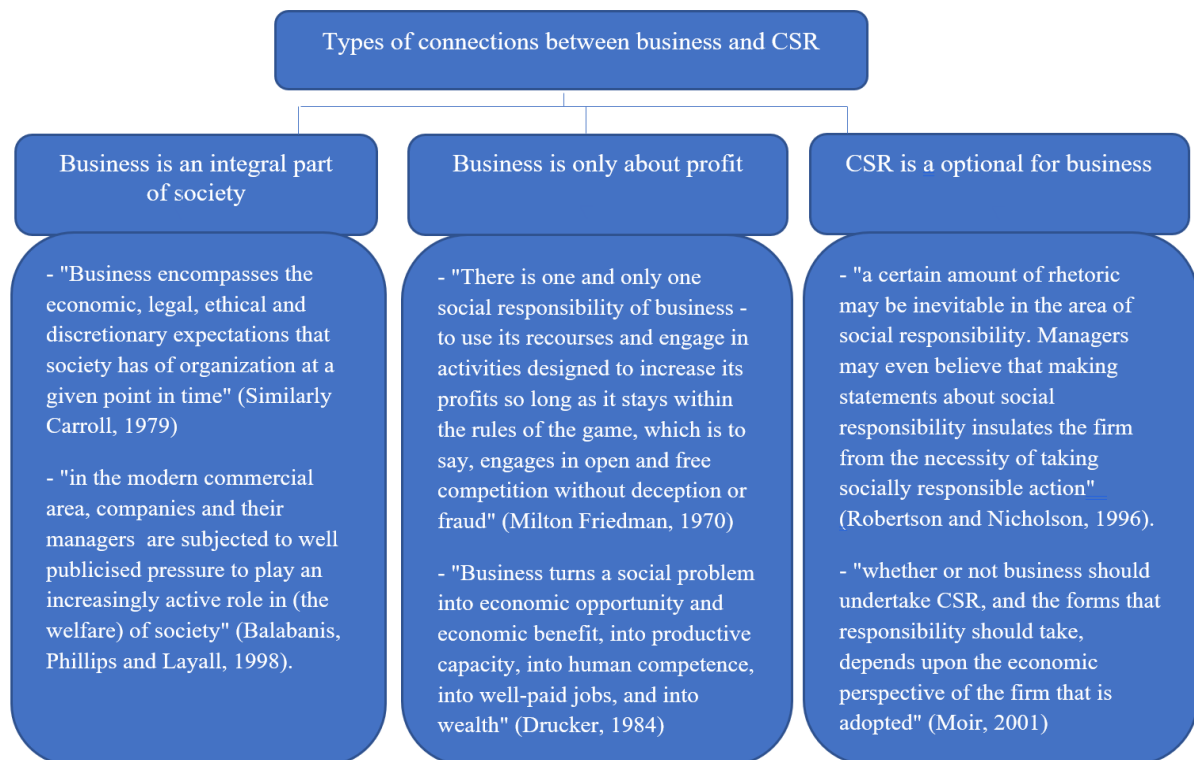 Types of connections between business and CSR
Business is an integral part
of society
- "Business encompasses the
economic, legal, ethical and
discretionary expectations that
society has of organization at a
given point in time" (Similarly
Carroll, 1979)
- "in the modern commercial
area, companies and their
managers  are subjected to well
publicised pressure to play an
increasingly active role in (the
welfare) of society" (Balabanis,
Phillips and Layall, 1998).
Business is only about profit
- "There is one and only one
social responsibility of business -
to use its recourses and engage in
activities designed to increase its
profits so long as it stays within
the rules of the game, which is to
say, engages in open and free
competition without deception or
fraud" (Milton Friedman, 1970)
- "Business turns a social problem
into economic opportunity and
economic benefit, into productive
capacity, into human competence,
into well-paid jobs, and into
wealth" (Drucker, 1984)
CSR is a optional for business
- "a certain amount of rhetoric
may be inevitable in the area of
social responsibility. Managers
may even believe that making
statements about social
responsibility insulates the firm
from the necessity of taking
socially responsible action"
(Robertson and Nicholson, 1996).
- "whether or not business should
undertake CSR, and the forms that
responsibility should take,
depends upon the economic
perspective of the firm that is
adopted" (Moir, 2001)